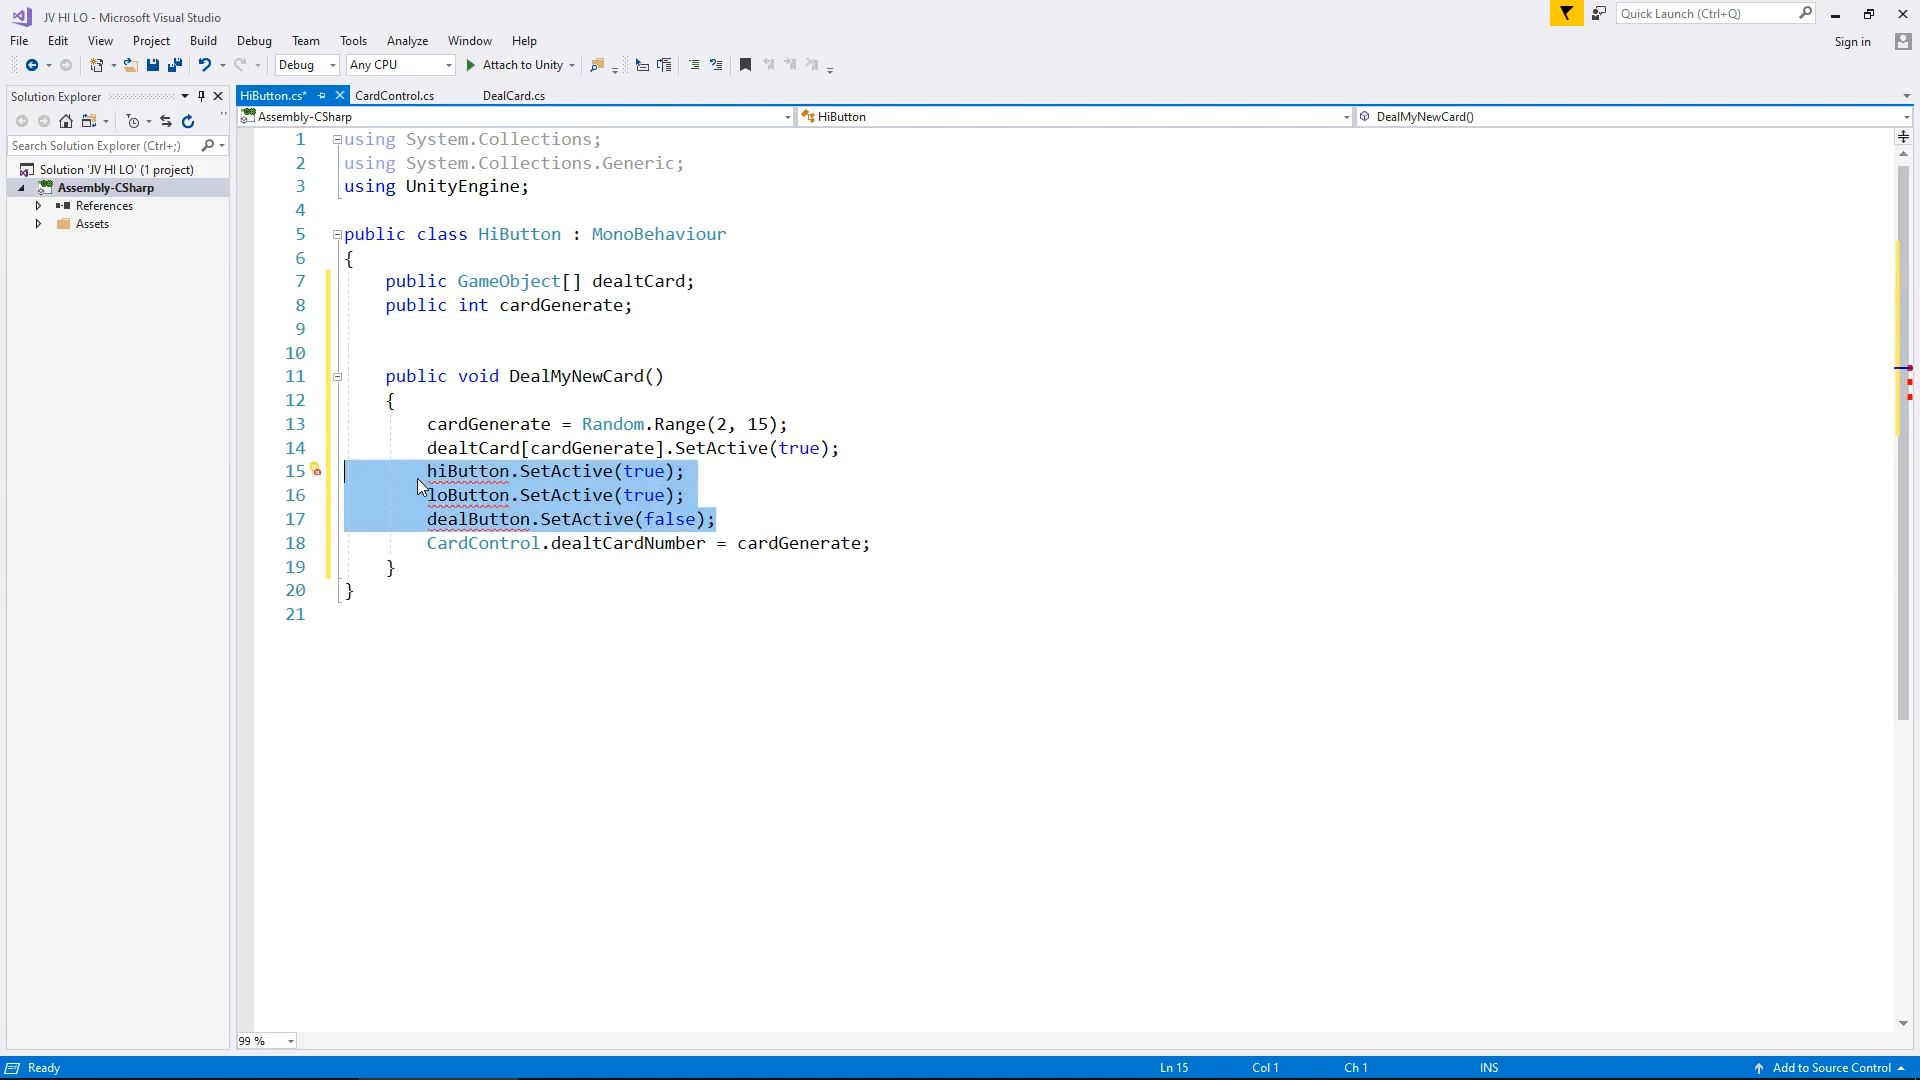 JV HI LO - Microsoft Visual Studio
Quick Launch (Ctrl+Q)
File Edit View Project Build Debug Team Tools Analyze Window Help
Sign in
Debug Any CPU Attach to Unity
Solution Explorer
HiButton.cs* CardControl.cs DealCard.cs
Assembly-CSharp HiButton DealMyNewCard()
Search Solution Explorer (Ctrl+;)
Solution 'JV HI LO' (1 project)
Assembly-CSharp
References
Assets
1 using System.Collections;
2 using System.Collections.Generic;
3 using UnityEngine;
4
5 public class HiButton : MonoBehaviour
6 {
7 public GameObject[] dealtCard;
8 public int cardGenerate;
9
10
11 public void DealMyNewCard()
12 {
13 cardGenerate = Random.Range(2, 15);
14 dealtCard[cardGenerate].SetActive(true);
15 hiButton.SetActive(true);
16 loButton.SetActive(true);
17 dealButton.SetActive(false);
18 CardControl.dealtCardNumber = cardGenerate;
19 }
20 }
21
99 %
Ready Ln 15 Col 1 Ch 1 INS Add to Source Control